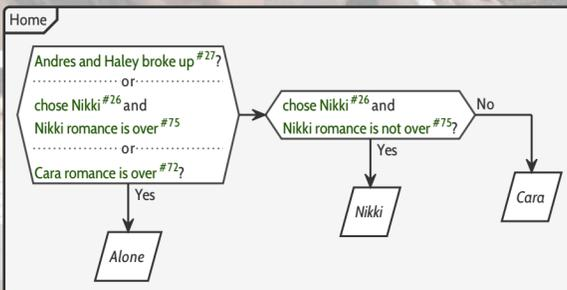 Home
Andres and Haley broke up #27?
or
chose Nikki #26 and
Nikki romance is over #75
or
Cara romance is over #72?
Yes
Alone
chose Nikki #26 and
Nikki romance is not over #75?
Yes
Nikki
No
Cara